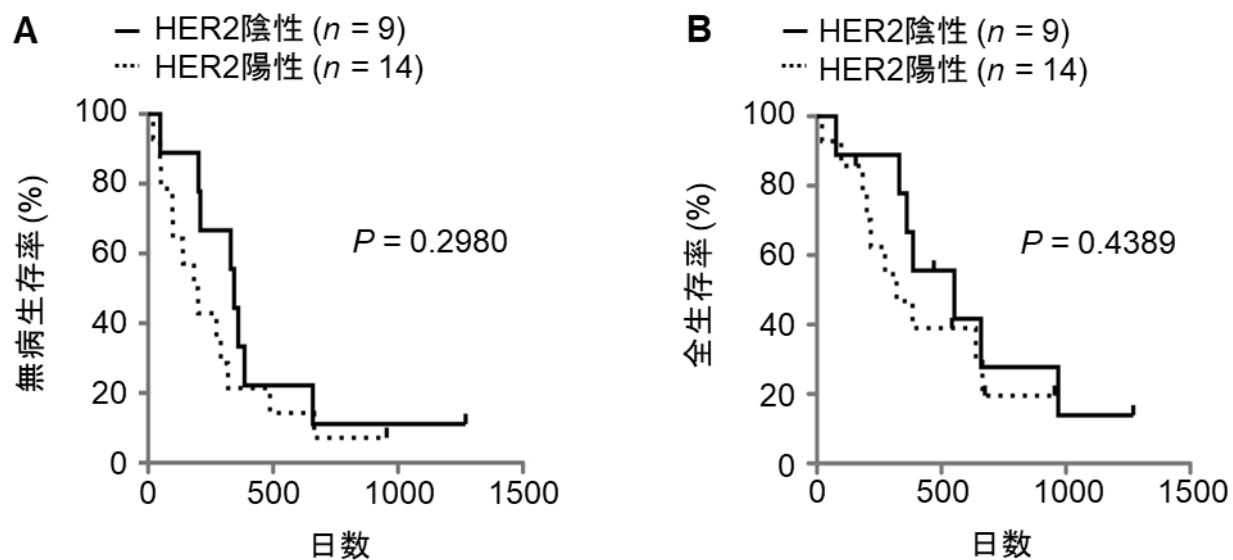 A
HER2陰性 (n = 9)
HER2陽性 (n = 14)
100
80
60
40
20
0
無病生存率 (%)
P = 0.2980
0 500 1000 1500
日数
B
HER2陰性 (n = 9)
HER2陽性 (n = 14)
100
80
60
40
20
0
全生存率 (%)
P = 0.4389
0 500 1000 1500
日数